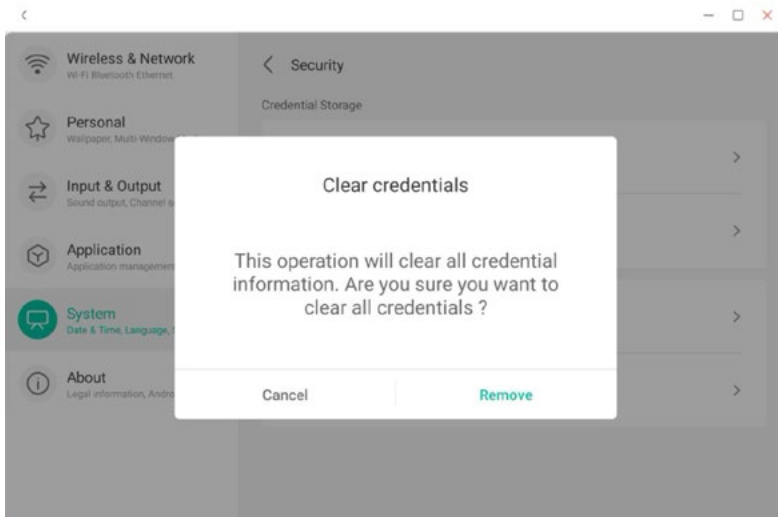 Wireless & Network
Wi-Fi Bluetooth Ethernet
Security
Credential Storage
Personal
Wallpaper, Multi-Window
Input & Output
Sound output, Channel
Application
Application management
System
Date & Time, Language,
About
Legal information,
Clear credentials
This operation will clear all credential
information. Are you sure you want to
clear all credentials ?
Cancel
Remove